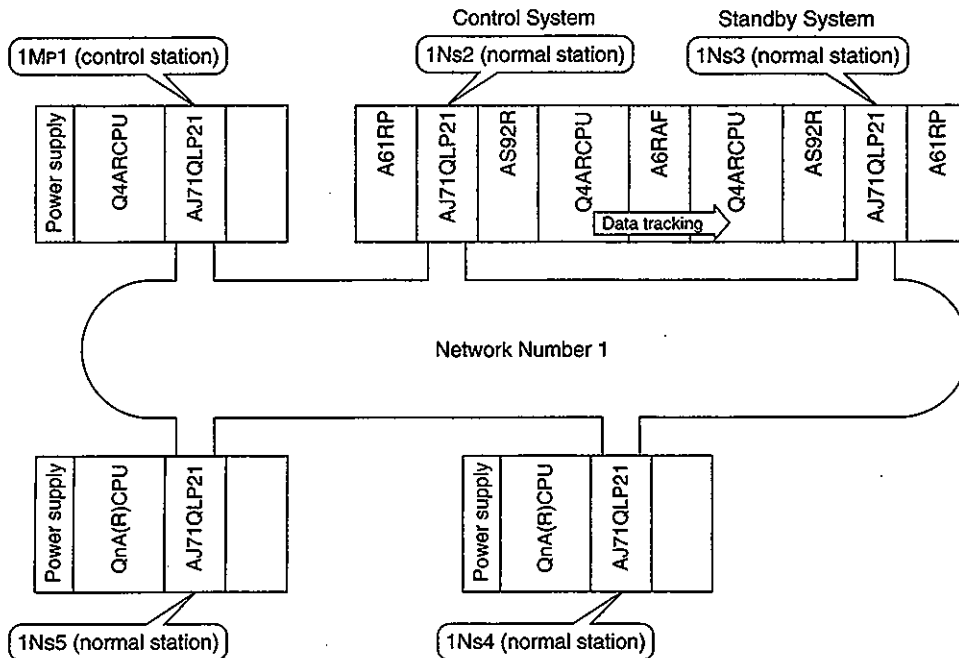 Control System
Standby System
1MP1 (control station)
1Ns2 (normal station)
1Ns3 (normal station)
Power supply
Q4ARCPU
AJ71QLP21
A61RP
AJ71QLP21
AS92R
Q4ARCPU
A6RAF
Q4ARCPU
AS92R
AJ71QLP21
A61RP
Data tracking
Network Number 1
Power supply
QnA(R)CPU
AJ71QLP21
Power supply
QnA(R)CPU
AJ71QLP21
1Ns5 (normal station)
1Ns4 (normal station)